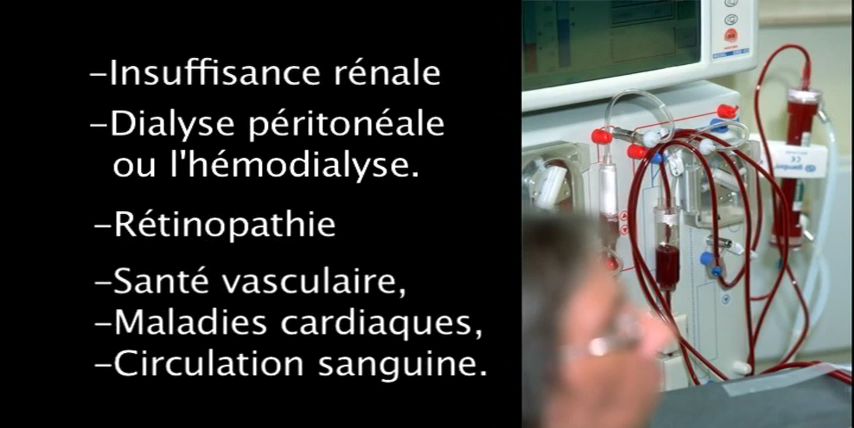 -Insuffisance rénale
-Dialyse péritonéale
ou l'hémodialyse.
-Rétinopathie
-Santé vasculaire,
-Maladies cardiaques,
-Circulation sanguine.